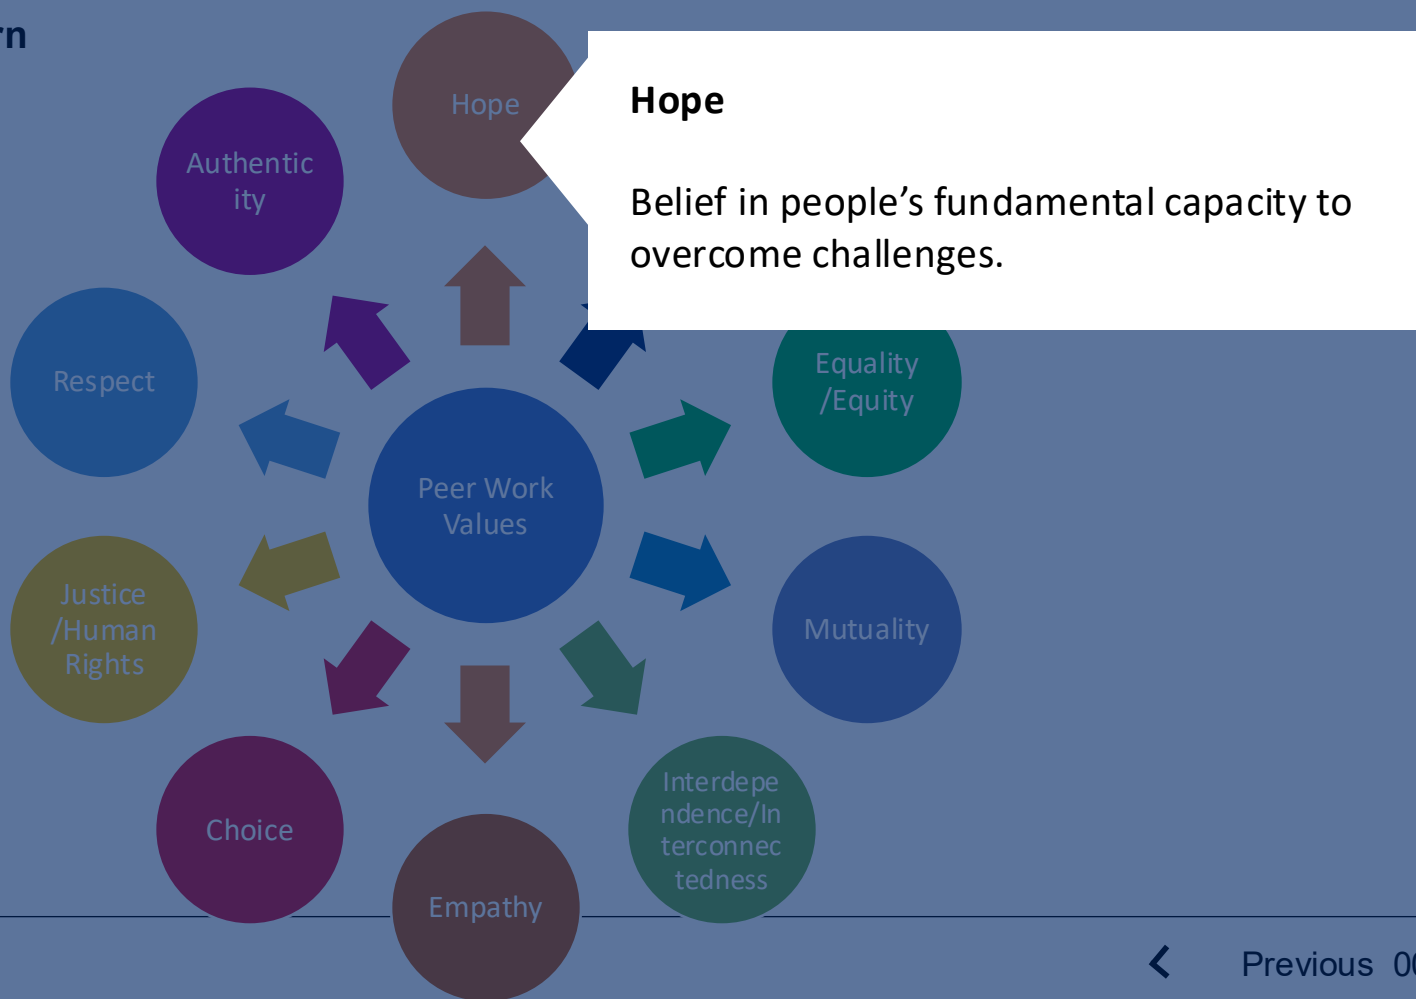 rn
Hope
Hope
Belief in people’s fundamental capacity to
overcome challenges.
Authentic
ity
Respect
Equality
/Equity
Peer Work
Values
Justice
/Human
Rights
Mutuality
Choice
Interdepe
ndence/In
terconnec
tedness
Empathy
Previous 00